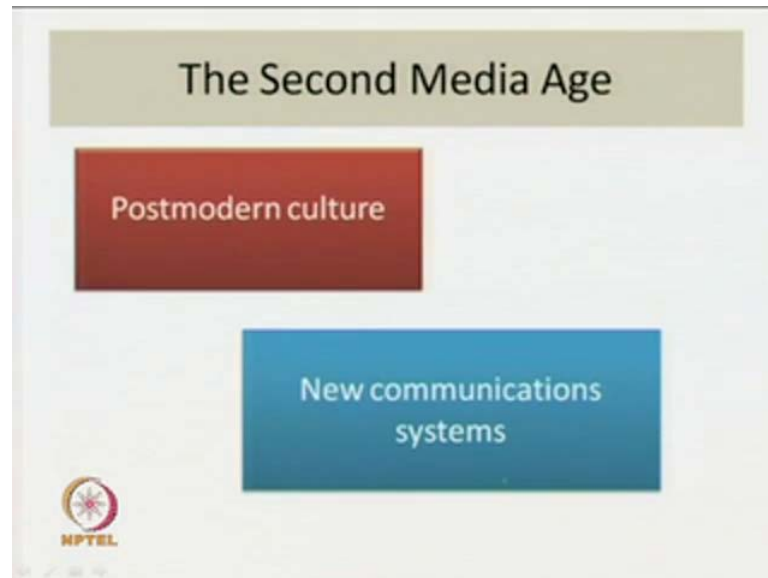 The Second Media Age
Postmodern culture
New communications
systems
NPTEL